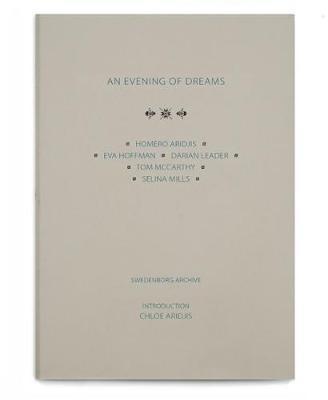 AN EVENING OF DREAMS
HOMERO ARIDJIS
EVA HOFFMAN DARIAN LEADER
TOM MCCARTHY
SELINA MILLS
SWEDENBORG ARCHIVE
INTRODUCTION
CHLOE ARIDJIS